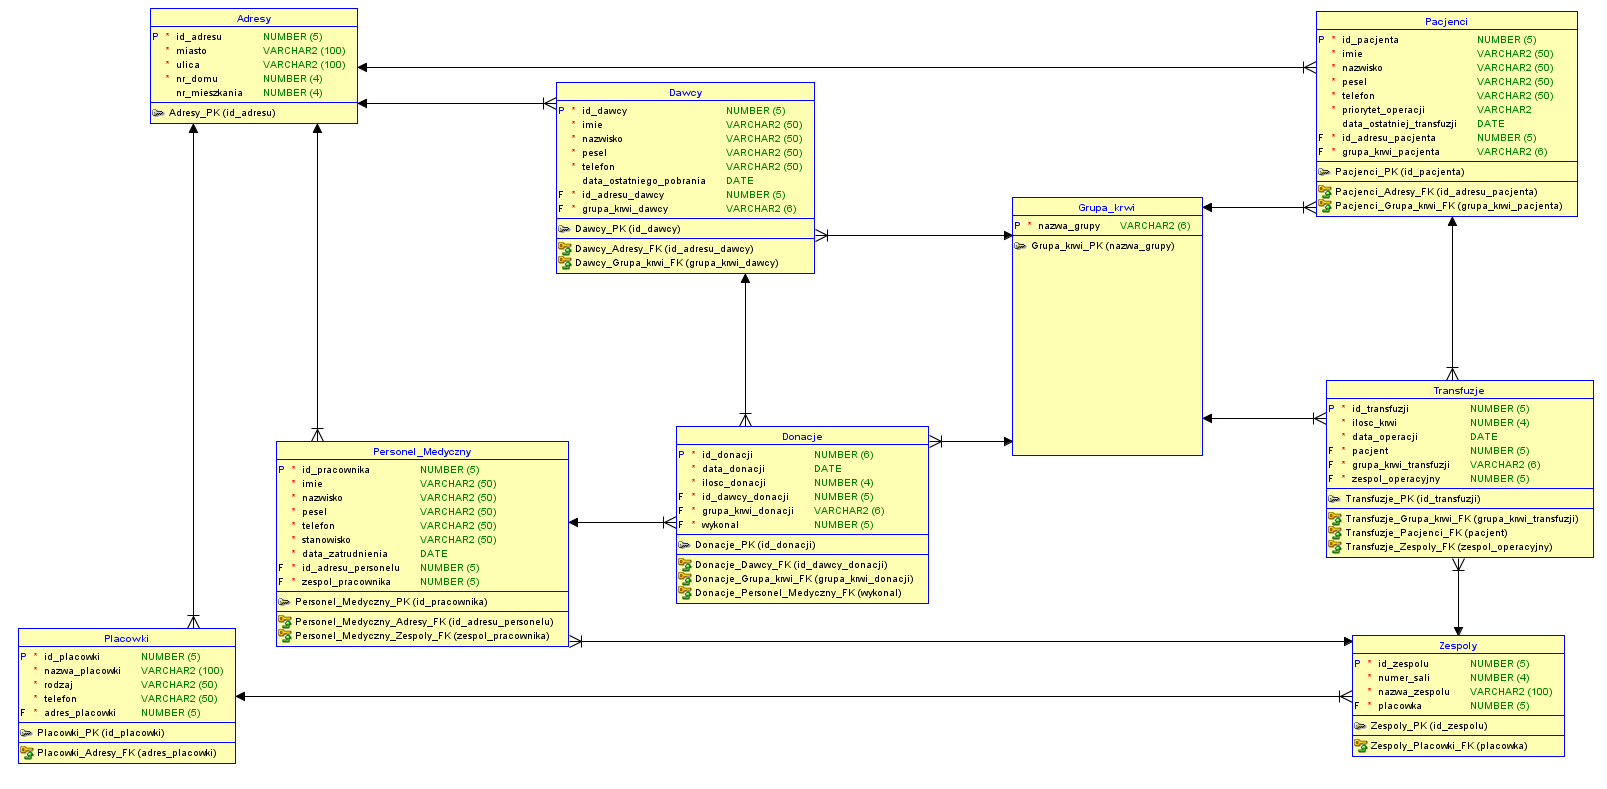 Adresy
P * id_adresu NUMBER (5)
* miasto VARCHAR2 (100)
* ulica VARCHAR2 (100)
* nr_domu NUMBER (4)
nr_mieszkania NUMBER (4)
Adresy_PK (id_adresu)
Dawcy
P * id_dawcy NUMBER (5)
* imie VARCHAR2 (50)
* nazwisko VARCHAR2 (50)
* pesel VARCHAR2 (50)
* telefon VARCHAR2 (50)
data_ostatniego_pobrania DATE
F * id_adresu_dawcy NUMBER (5)
F * grupa_krwi_dawcy VARCHAR2 (6)
Dawcy_PK (id_dawcy)
Dawcy_Adresy_FK (id_adresu_dawcy)
Dawcy_Grupa_krwi_FK (grupa_krwi_dawcy)
Pacjenci
P * id_pacjenta NUMBER (5)
* imie VARCHAR2 (50)
* nazwisko VARCHAR2 (50)
* pesel VARCHAR2 (50)
* telefon VARCHAR2 (50)
* priorytet_operacji VARCHAR2
data_ostatniej_transfuzji DATE
F * id_adresu_pacjenta NUMBER (5)
F * grupa_krwi_pacjenta VARCHAR2 (6)
Pacjenci_PK (id_pacjenta)
Pacjenci_Adresy_FK (id_adresu_pacjenta)
Pacjenci_Grupa_krwi_FK (grupa_krwi_pacjenta)
Grupa_krwi
P * nazwa_grupy VARCHAR2 (6)
Grupa_krwi_PK (nazwa_grupy)
Transfuzje
P * id_transfuzji NUMBER (5)
* ilosc_krwi NUMBER (4)
* data_operacji DATE
F * pacjent NUMBER (5)
F * grupa_krwi_transfuzji VARCHAR2 (6)
F * zespol_operacyjny NUMBER (5)
Transfuzje_PK (id_transfuzji)
Transfuzje_Grupa_krwi_FK (grupa_krwi_transfuzji)
Transfuzje_Pacjenci_FK (pacjent)
Transfuzje_Zespoly_FK (zespol_operacyjny)
Personel_Medyczny
P * id_pracownika NUMBER (5)
* imie VARCHAR2 (50)
* nazwisko VARCHAR2 (50)
* pesel VARCHAR2 (50)
* telefon VARCHAR2 (50)
* stanowisko VARCHAR2 (50)
* data_zatrudnienia DATE
F * id_adresu_personelu NUMBER (5)
F * zespol_pracownika NUMBER (5)
Personel_Medyczny_PK (id_pracownika)
Personel_Medyczny_Adresy_FK (id_adresu_personelu)
Personel_Medyczny_Zespoly_FK (zespol_pracownika)
Donacje
P * id_donacji NUMBER (6)
* data_donacji DATE
* ilosc_donacji NUMBER (4)
F * id_dawcy_donacji NUMBER (5)
F * grupa_krwi_donacji VARCHAR2 (6)
F * wykonal NUMBER (5)
Donacje_PK (id_donacji)
Donacje_Dawcy_FK (id_dawcy_donacji)
Donacje_Grupa_krwi_FK (grupa_krwi_donacji)
Donacje_Personel_Medyczny_FK (wykonal)
Placowki
P * id_placowki NUMBER (5)
* nazwa_placowki VARCHAR2 (100)
* rodzaj VARCHAR2 (50)
* telefon VARCHAR2 (50)
F * adres_placowki NUMBER (5)
Placowki_PK (id_placowki)
Placowki_Adresy_FK (adres_placowki)
Zespoly
P * id_zespolu NUMBER (5)
* numer_sali NUMBER (4)
* nazwa_zespolu VARCHAR2 (100)
F * placowka NUMBER (5)
Zespoly_PK (id_zespolu)
Zespoly_Placowki_FK (placowka)